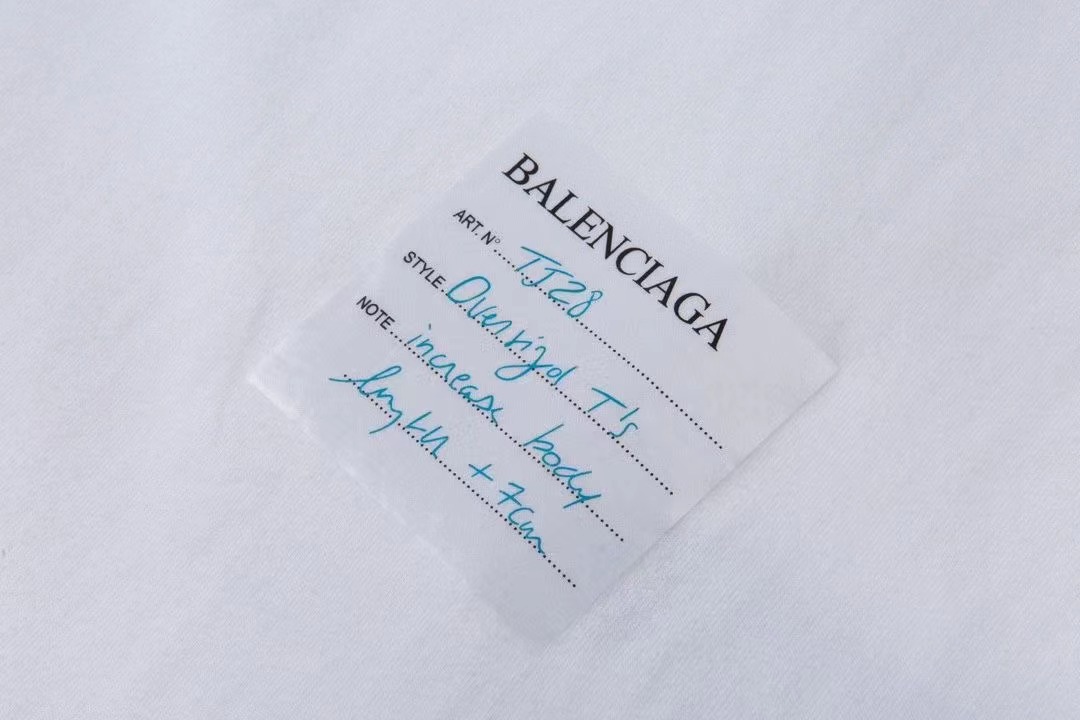 BALENCIAGA
ART. N° TJ28
STYLE Oversized T's
NOTE increase body
length + 7cm